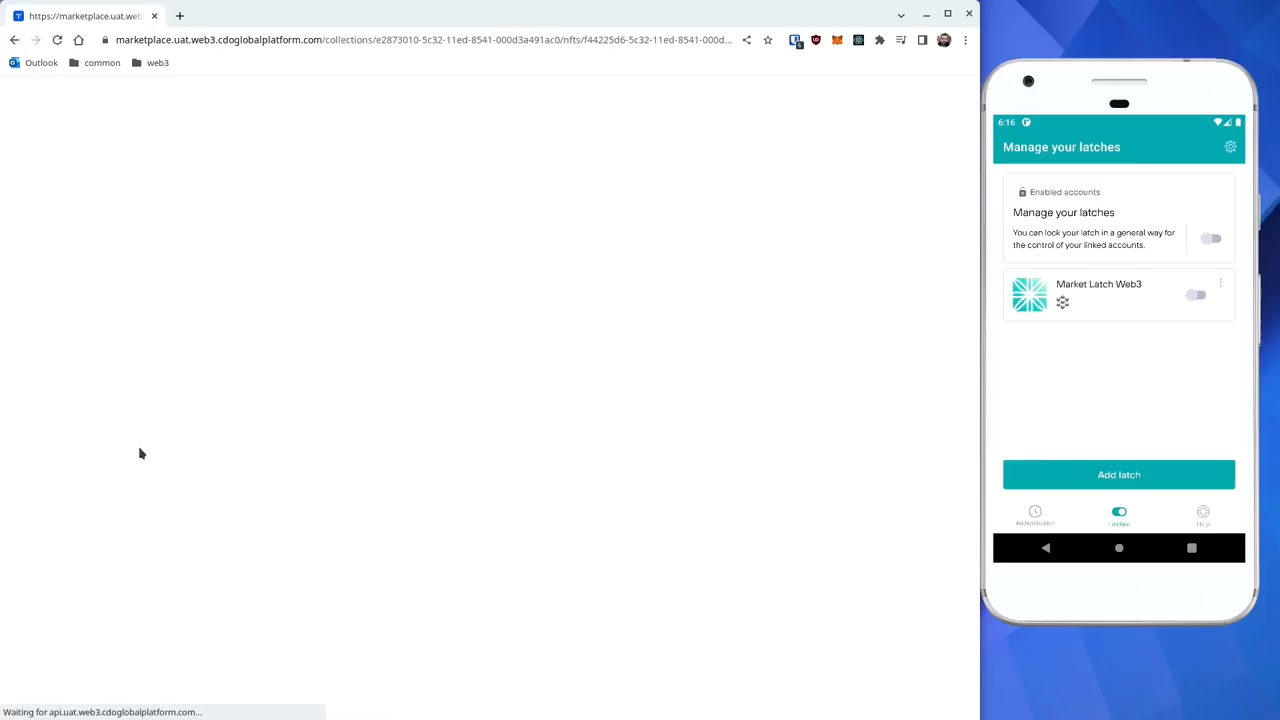 https://marketplace.uat.web
marketplace.uat.web3.cdoglobalplatform.com/collections/e2873010-5c32-11ed-8541-000d3a491ac0/nfts/f44225d6-5c32-11ed-8541-000d...
Outlook common web3
6:16
Manage your latches
Enabled accounts
Manage your latches
You can lock your latch in a general way for
the control of your linked accounts.
Market Latch Web3
Add latch
Authentication Latches Help
Waiting for api.uat.web3.cdoglobalplatform.com...